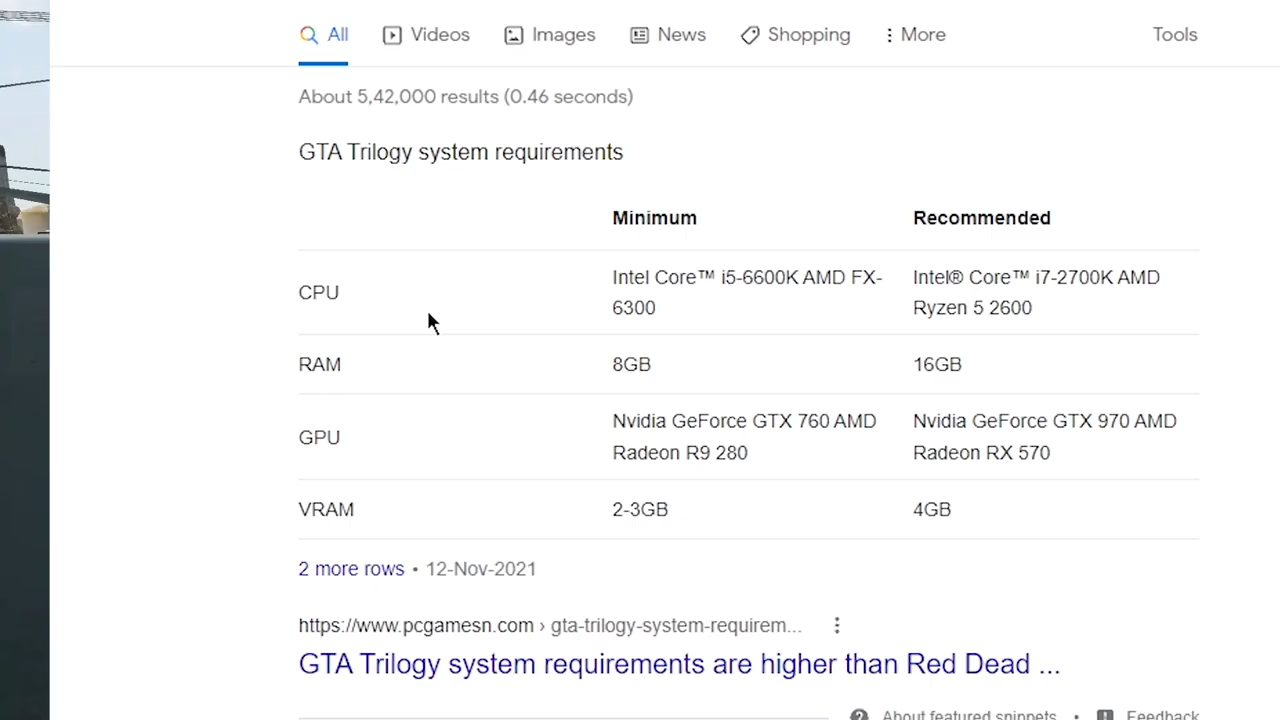 All Videos Images News Shopping More Tools
About 5,42,000 results (0.46 seconds)
GTA Trilogy system requirements
Minimum Recommended
CPU Intel Core™ i5-6600K AMD FX-6300 Intel® Core™ i7-2700K AMD Ryzen 5 2600
RAM 8GB 16GB
GPU Nvidia GeForce GTX 760 AMD Radeon R9 280 Nvidia GeForce GTX 970 AMD Radeon RX 570
VRAM 2-3GB 4GB
2 more rows • 12-Nov-2021
https://www.pcgamesn.com › gta-trilogy-system-requirem...
GTA Trilogy system requirements are higher than Red Dead ...
About featured snippets • Feedback